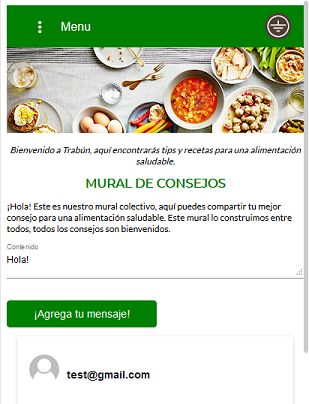 Menu
Bienvenido a Trabún, aquí encontrarás tips y recetas para una alimentación
saludable.
MURAL DE CONSEJOS
¡Hola! Este es nuestro mural colectivo, aquí puedes compartir tu mejor
consejo para una alimentación saludable. Este mural lo construimos entre
todos, todos los consejos son bienvenidos.
Contenido
Hola!
¡Agrega tu mensaje!
test@gmail.com